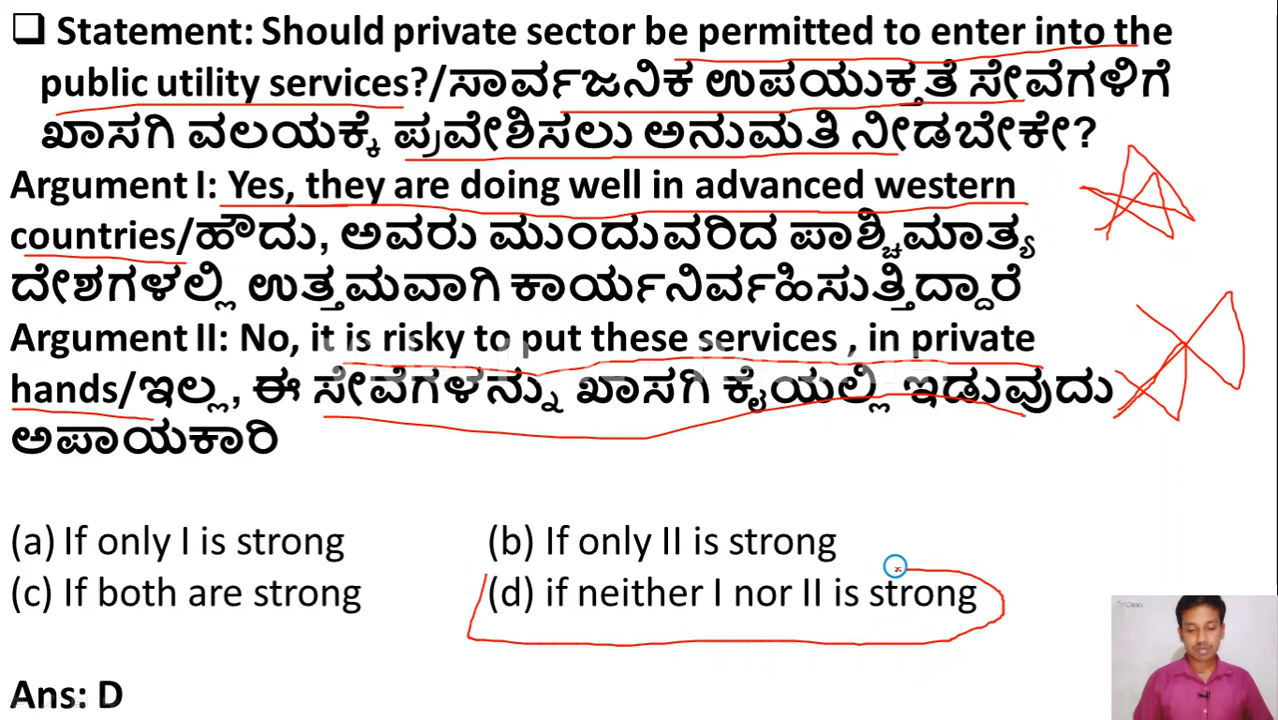 ❑ Statement: Should private sector be permitted to enter into the
public utility services?/ಸಾರ್ವಜನಿಕ ಉಪಯುಕ್ತತೆ ಸೇವೆಗಳಿಗೆ
ಖಾಸಗಿ ವಲಯಕ್ಕೆ ಪ್ರವೇಶಿಸಲು ಅನುಮತಿ ನೀಡಬೇಕೇ?
Argument I: Yes, they are doing well in advanced western
countries/ಹೌದು, ಅವರು ಮುಂದುವರಿದ ಪಾಶ್ಚಿಮಾತ್ಯ
ದೇಶಗಳಲ್ಲಿ ಉತ್ತಮವಾಗಿ ಕಾರ್ಯನಿರ್ವಹಿಸುತ್ತಿದ್ದಾರೆ
Argument II: No, it is risky to put these services , in private
hands/ಇಲ್ಲ, ಈ ಸೇವೆಗಳನ್ನು ಖಾಸಗಿ ಕೈಯಲ್ಲಿ ಇಡುವುದು
ಅಪಾಯಕಾರಿ
(a) If only I is strong (b) If only II is strong
(c) If both are strong (d) if neither I nor II is strong
Ans: D